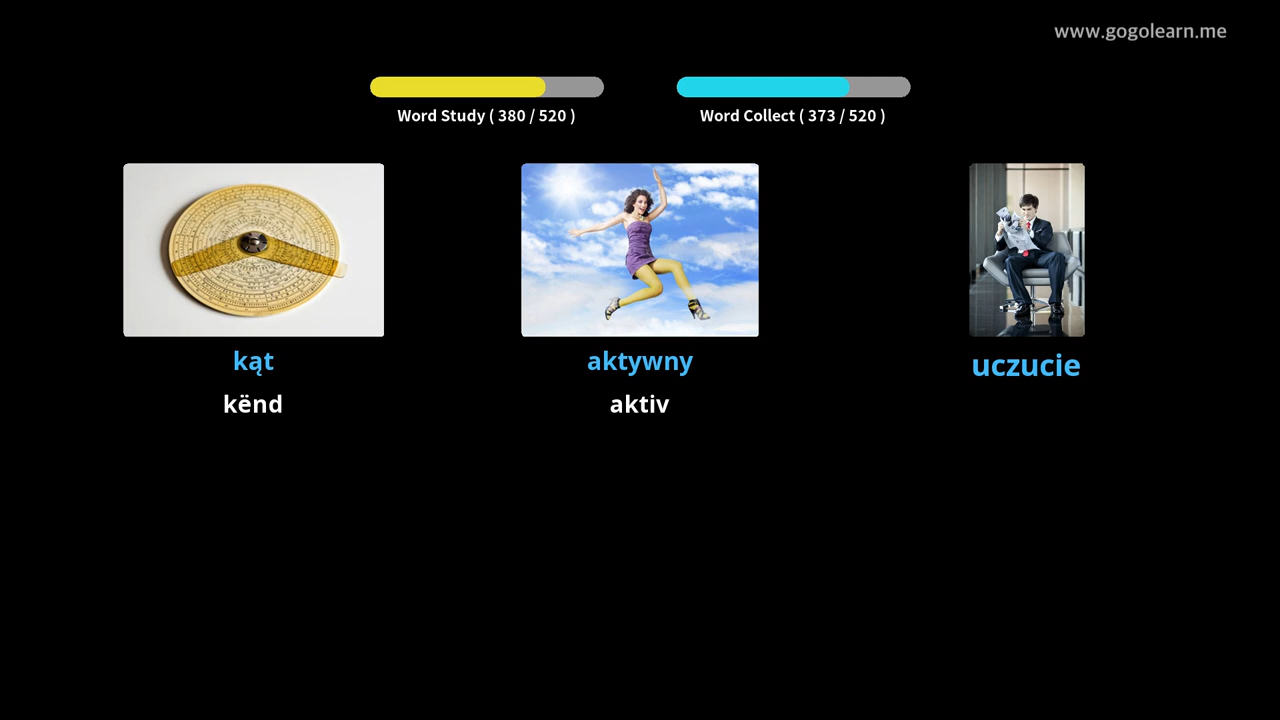 www.gogolearn.me
Word Study ( 380 / 520 )
Word Collect ( 373 / 520 )
kąt
aktywny
uczucie
kënd
aktiv